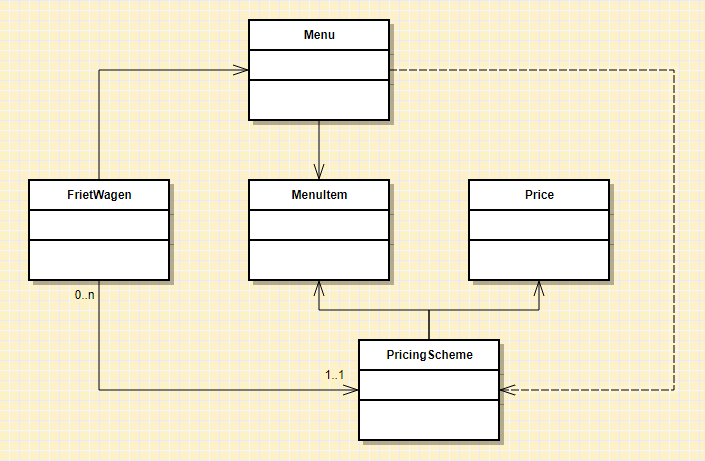 Menu
FrietWagen
MenuItem
Price
0..n
1..1
PricingScheme